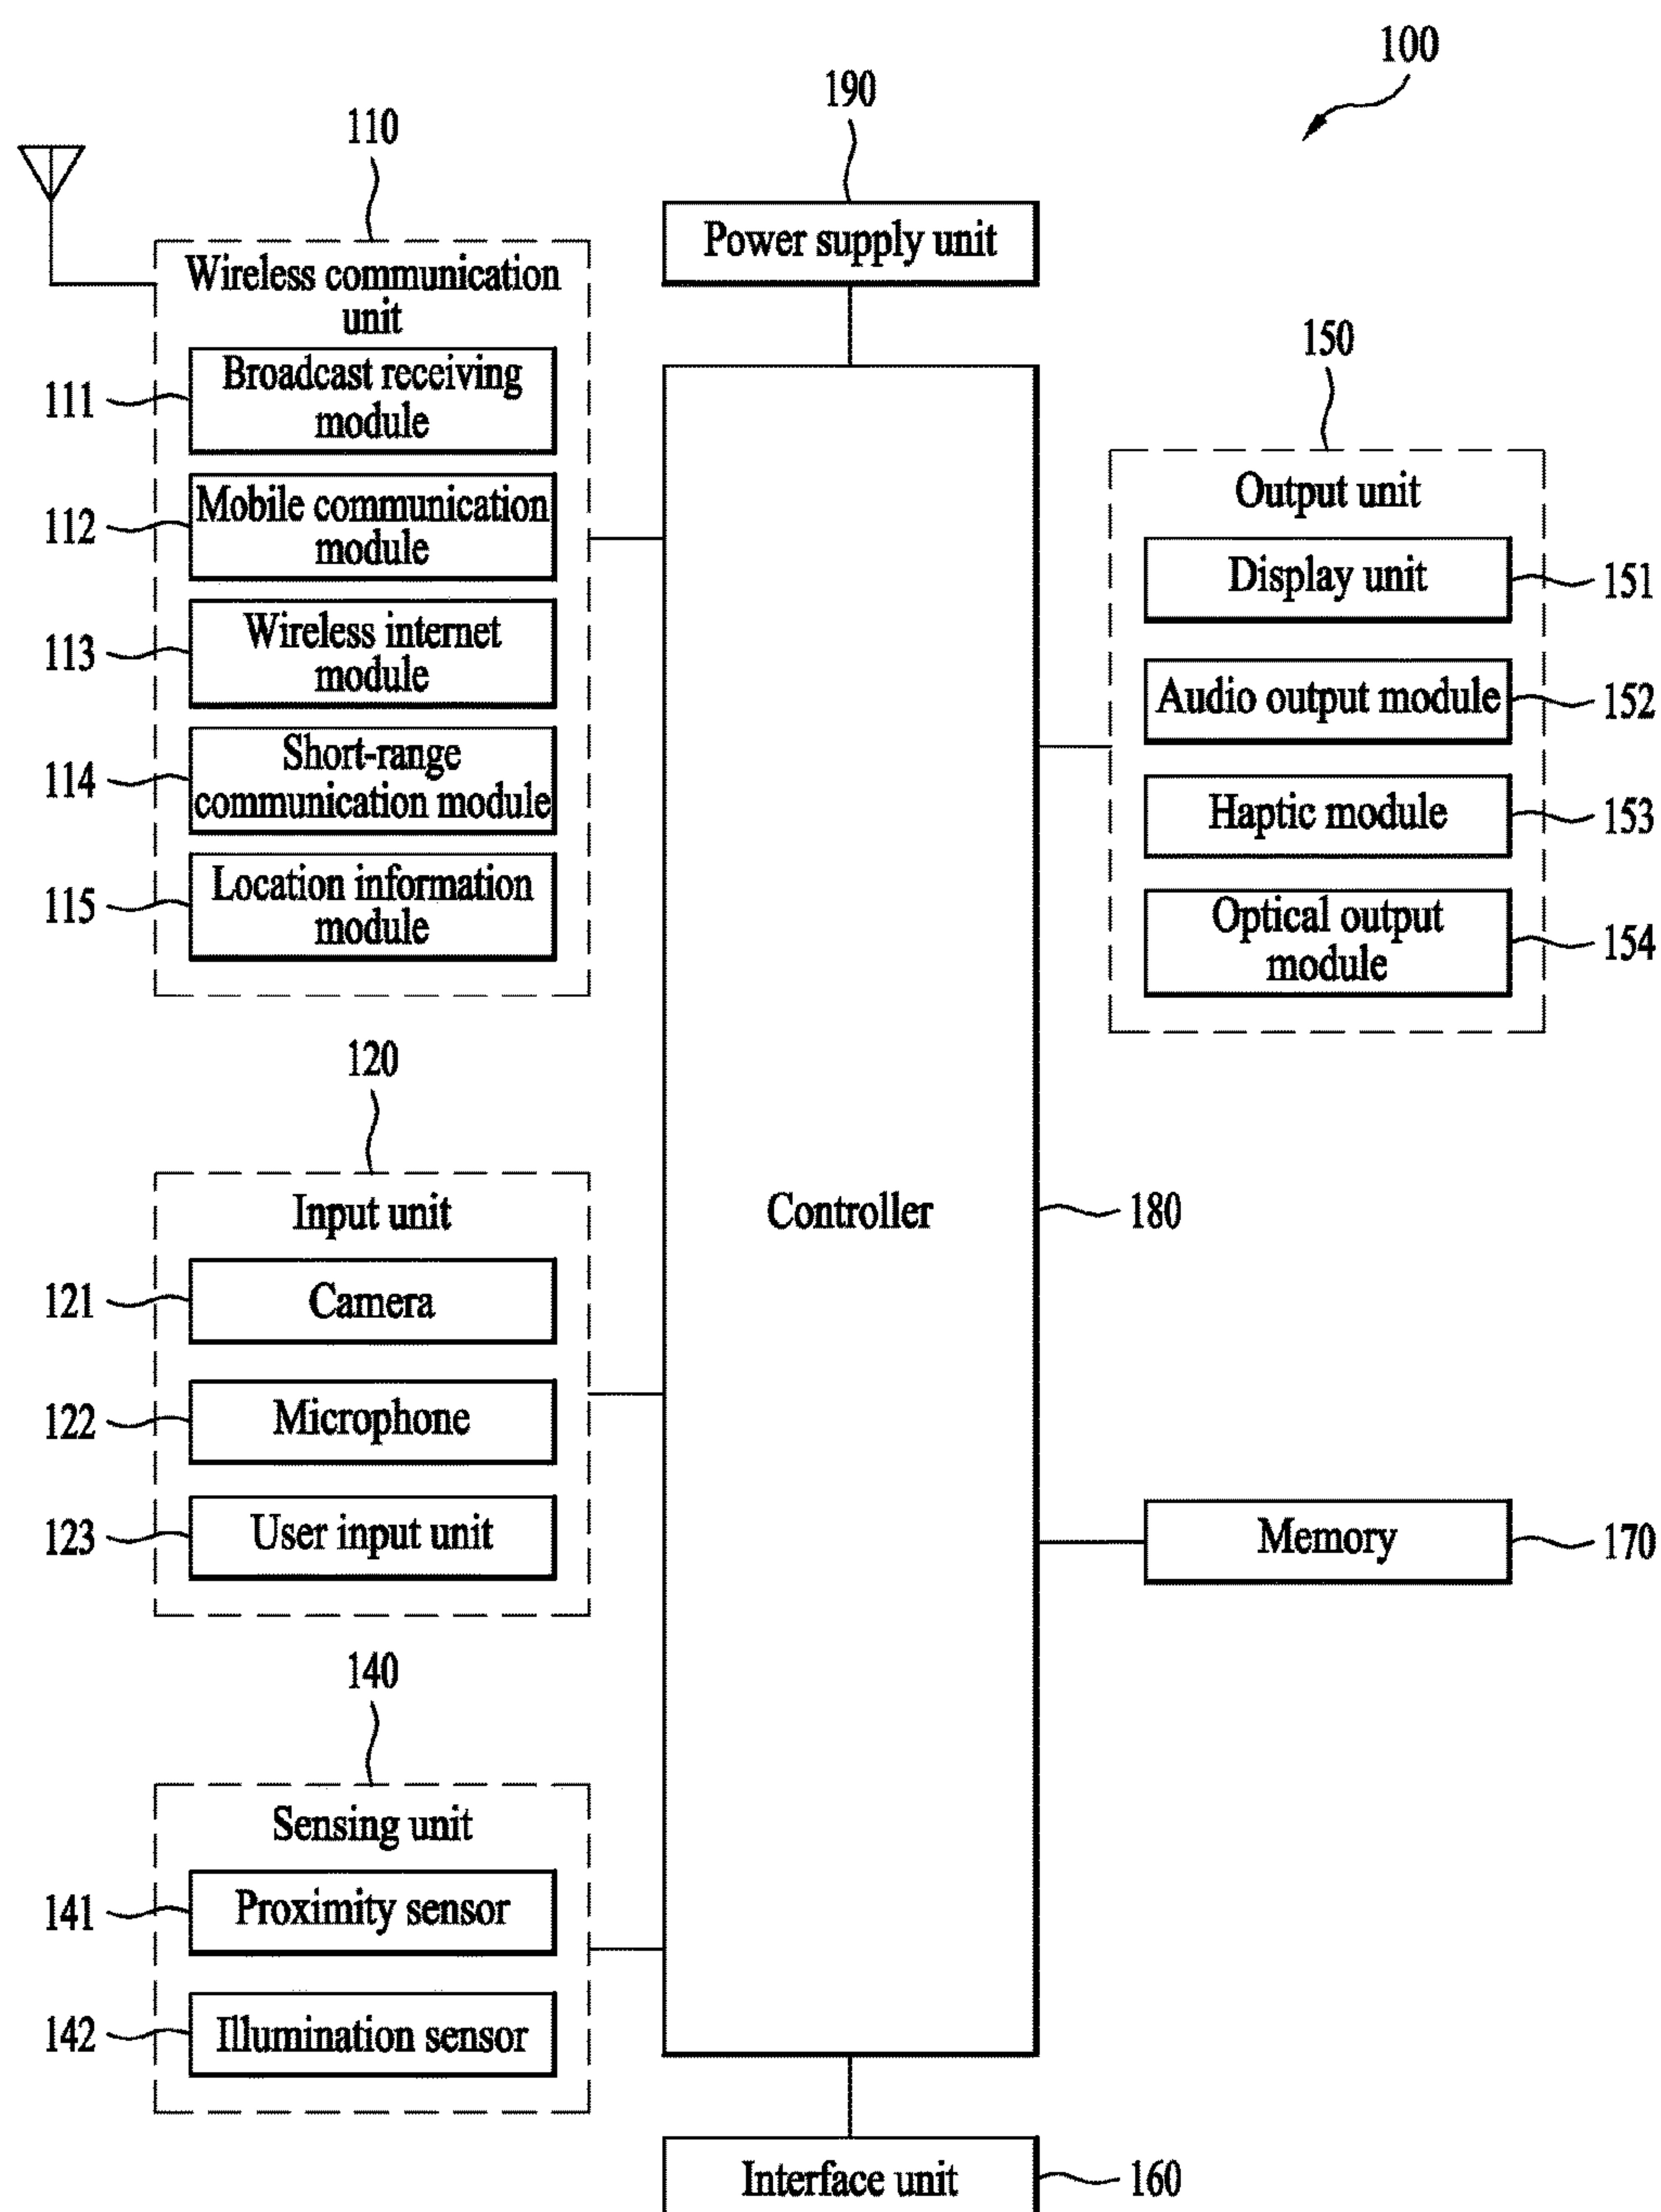 100
190
110
Power supply unit
Wireless communication
unit
150
111
Broadcast receiving
module
112
Mobile communication
module
113
Wireless internet
module
114
Short-range
communication module
115
Location information
module
Output unit
Display unit
151
Audio output module
152
Haptic module
153
Optical output
module
154
120
Input unit
121
Camera
122
Microphone
123
User input unit
Controller
180
Memory
170
140
Sensing unit
141
Proximity sensor
142
Illumination sensor
Interface unit
160